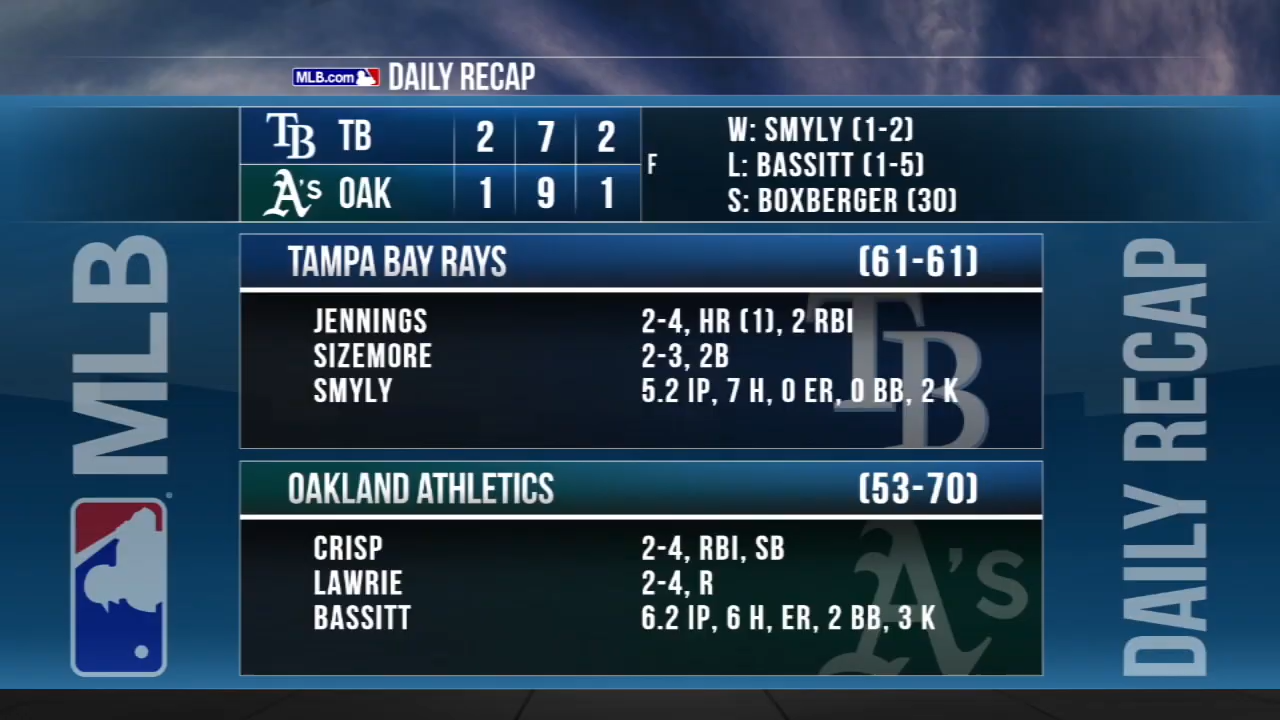 MLB.com DAILY RECAP
TB TB 2 7 2
A's OAK 1 9 1
F
W: SMYLY (1-2)
L: BASSITT (1-5)
S: BOXBERGER (30)
MLB
TAMPA BAY RAYS (61-61)
JENNINGS 2-4, HR (1), 2 RBI
SIZEMORE 2-3, 2B
SMYLY 5.2 IP, 7 H, 0 ER, 0 BB, 2 K
TB
OAKLAND ATHLETICS (53-70)
CRISP 2-4, RBI, SB
LAWRIE 2-4, R
BASSITT 6.2 IP, 6 H, ER, 2 BB, 3 K
A's
DAILY RECAP